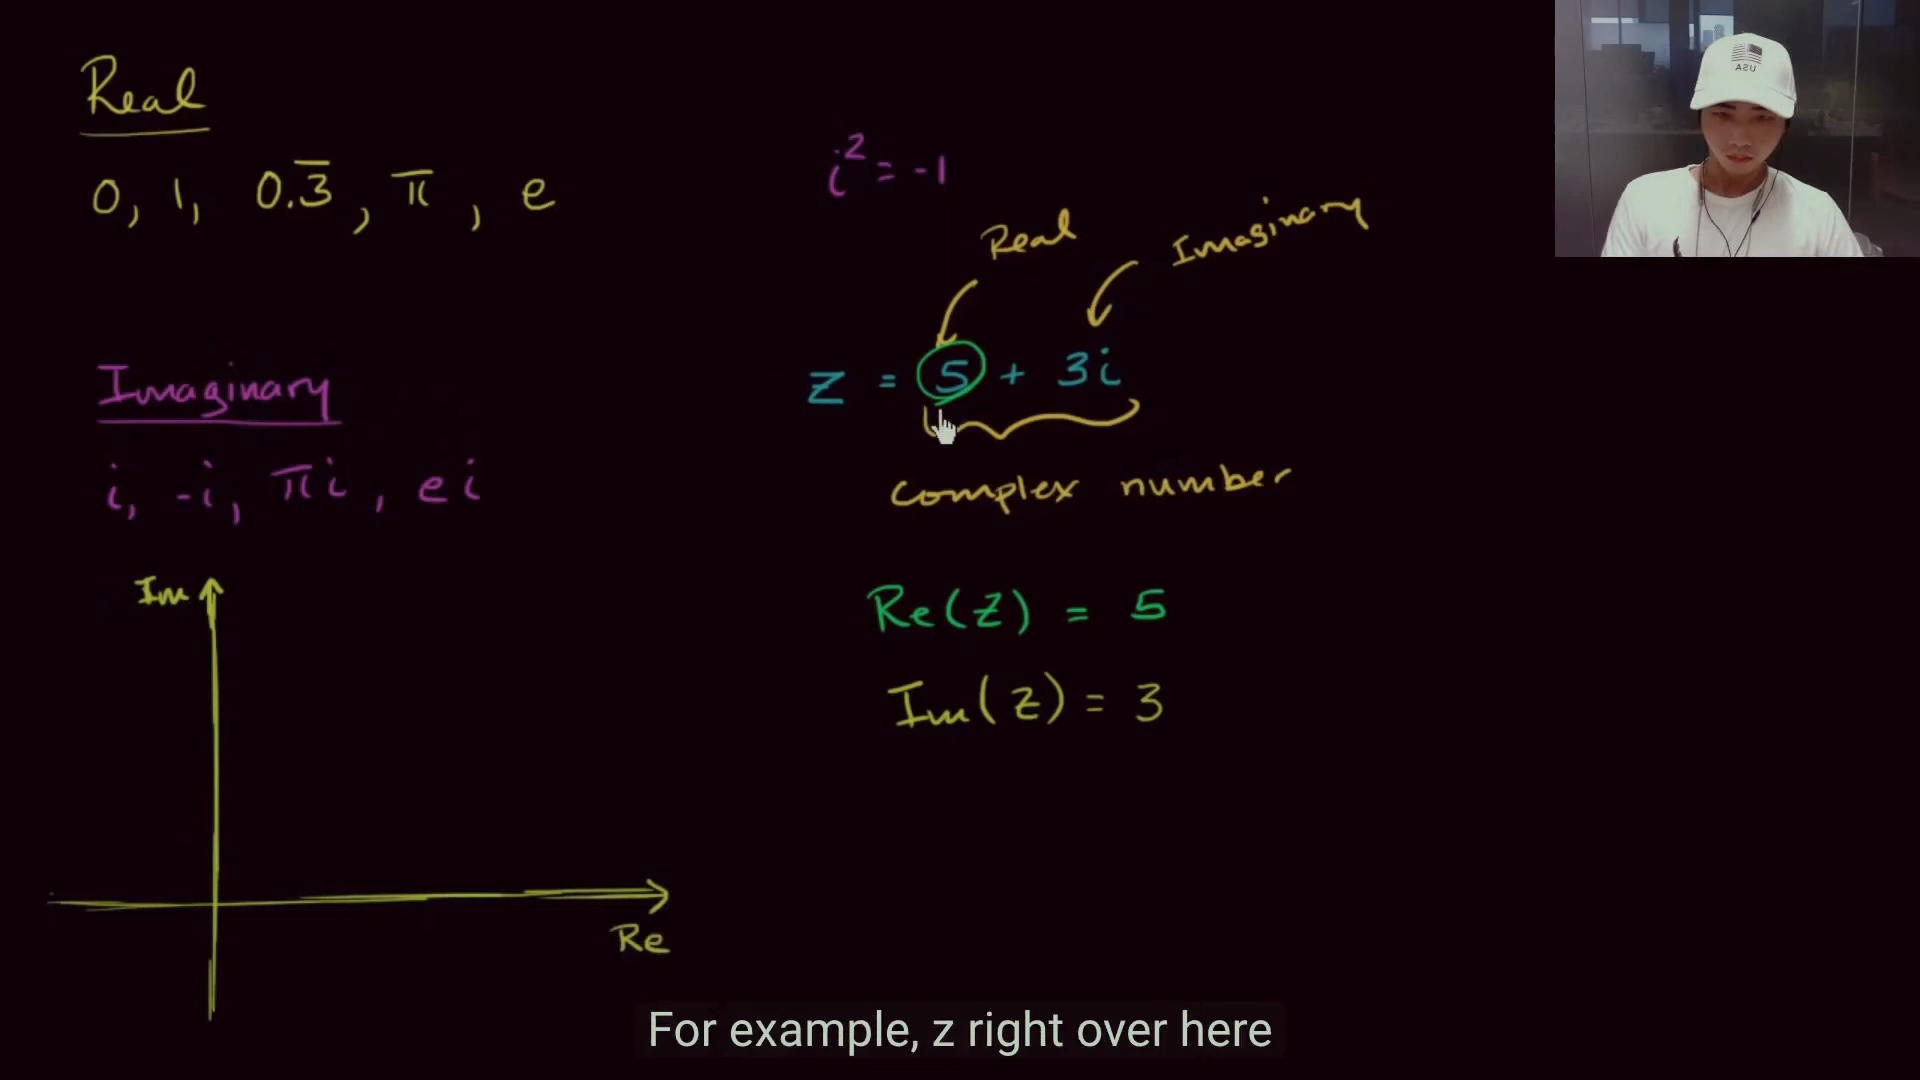 Real
0, 1, 0.3̅, π, e
i² = -1
Real
Imaginary
z = 5 + 3i
complex number
Imaginary
i, -i, πi, ei
Re(z) = 5
Im(z) = 3
Im
Re
For example, z right over here
USA